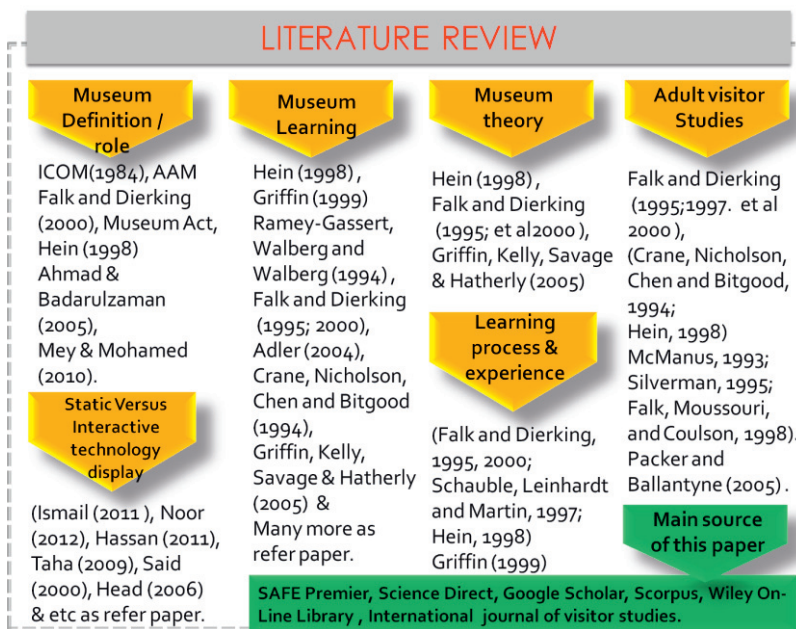 LITERATURE REVIEW
Museum
Definition /
role
ICOM(1984), AAM
Falk and Dierking
(2000), Museum Act,
Hein (1998)
Ahmad &
Badarulzaman
(2005),
Mey & Mohamed
(2010).
Static Versus
Interactive
technology
display
(Ismail (2011 ), Noor
(2012), Hassan (2011),
Taha (2009), Said
(2000), Head (2006)
& etc as refer paper.
Museum
Learning
Hein (1998) ,
Griffin (1999)
Ramey-Gassert,
Walberg and
Walberg (1994) ,
Falk and Dierking
(1995; 2000),
Adler (2004),
Crane, Nicholson,
Chen and Bitgood
(1994),
Griffin, Kelly,
Savage & Hatherly
(2005) &
Many more as
refer paper.
Museum
theory
Hein (1998) ,
Falk and Dierking
(1995; et al2000 ),
Griffin, Kelly, Savage
& Hatherly (2005)
Learning
process &
experience
(Falk and Dierking,
1995, 2000;
Schauble, Leinhardt
and Martin, 1997;
Hein, 1998)
Griffin (1999)
Adult visitor
Studies
Falk and Dierking
(1995;1997. et al
2000 ),
(Crane, Nicholson,
Chen and Bitgood,
1994;
Hein, 1998)
McManus, 1993;
Silverman, 1995;
Falk, Moussouri,
and Coulson, 1998).
Packer and
Ballantyne (2005) .
Main source
of this paper
SAFE Premier, Science Direct, Google Scholar, Scorpus, Wiley On-
Line Library , International journal of visitor studies.